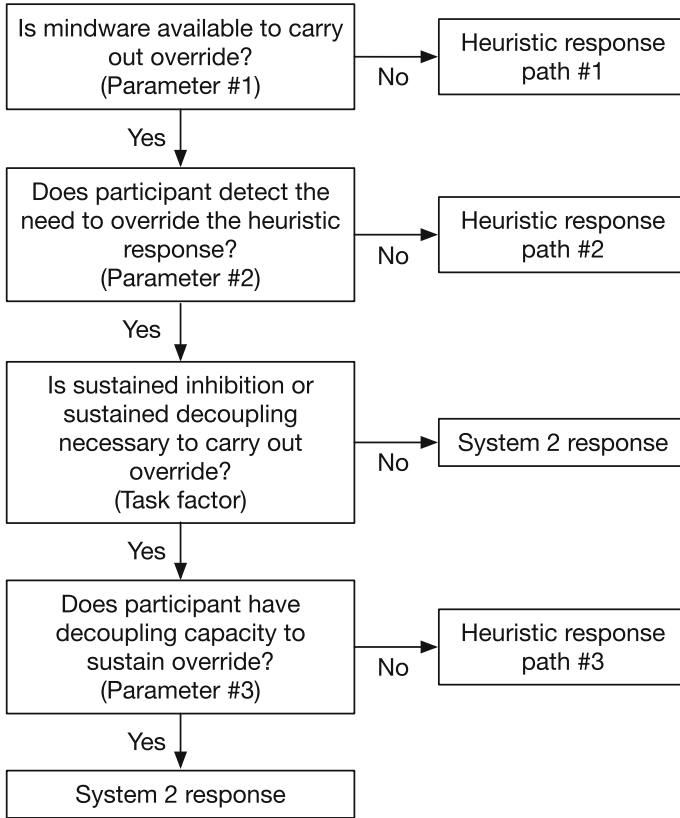 Is mindware available to carry
out override?
(Parameter #1)
No
Heuristic response
path #1
Yes
Does participant detect the
need to override the heuristic
response?
(Parameter #2)
No
Heuristic response
path #2
Yes
Is sustained inhibition or
sustained decoupling
necessary to carry out
override?
(Task factor)
No
System 2 response
Yes
Does participant have
decoupling capacity to
sustain override?
(Parameter #3)
No
Heuristic response
path #3
Yes
System 2 response